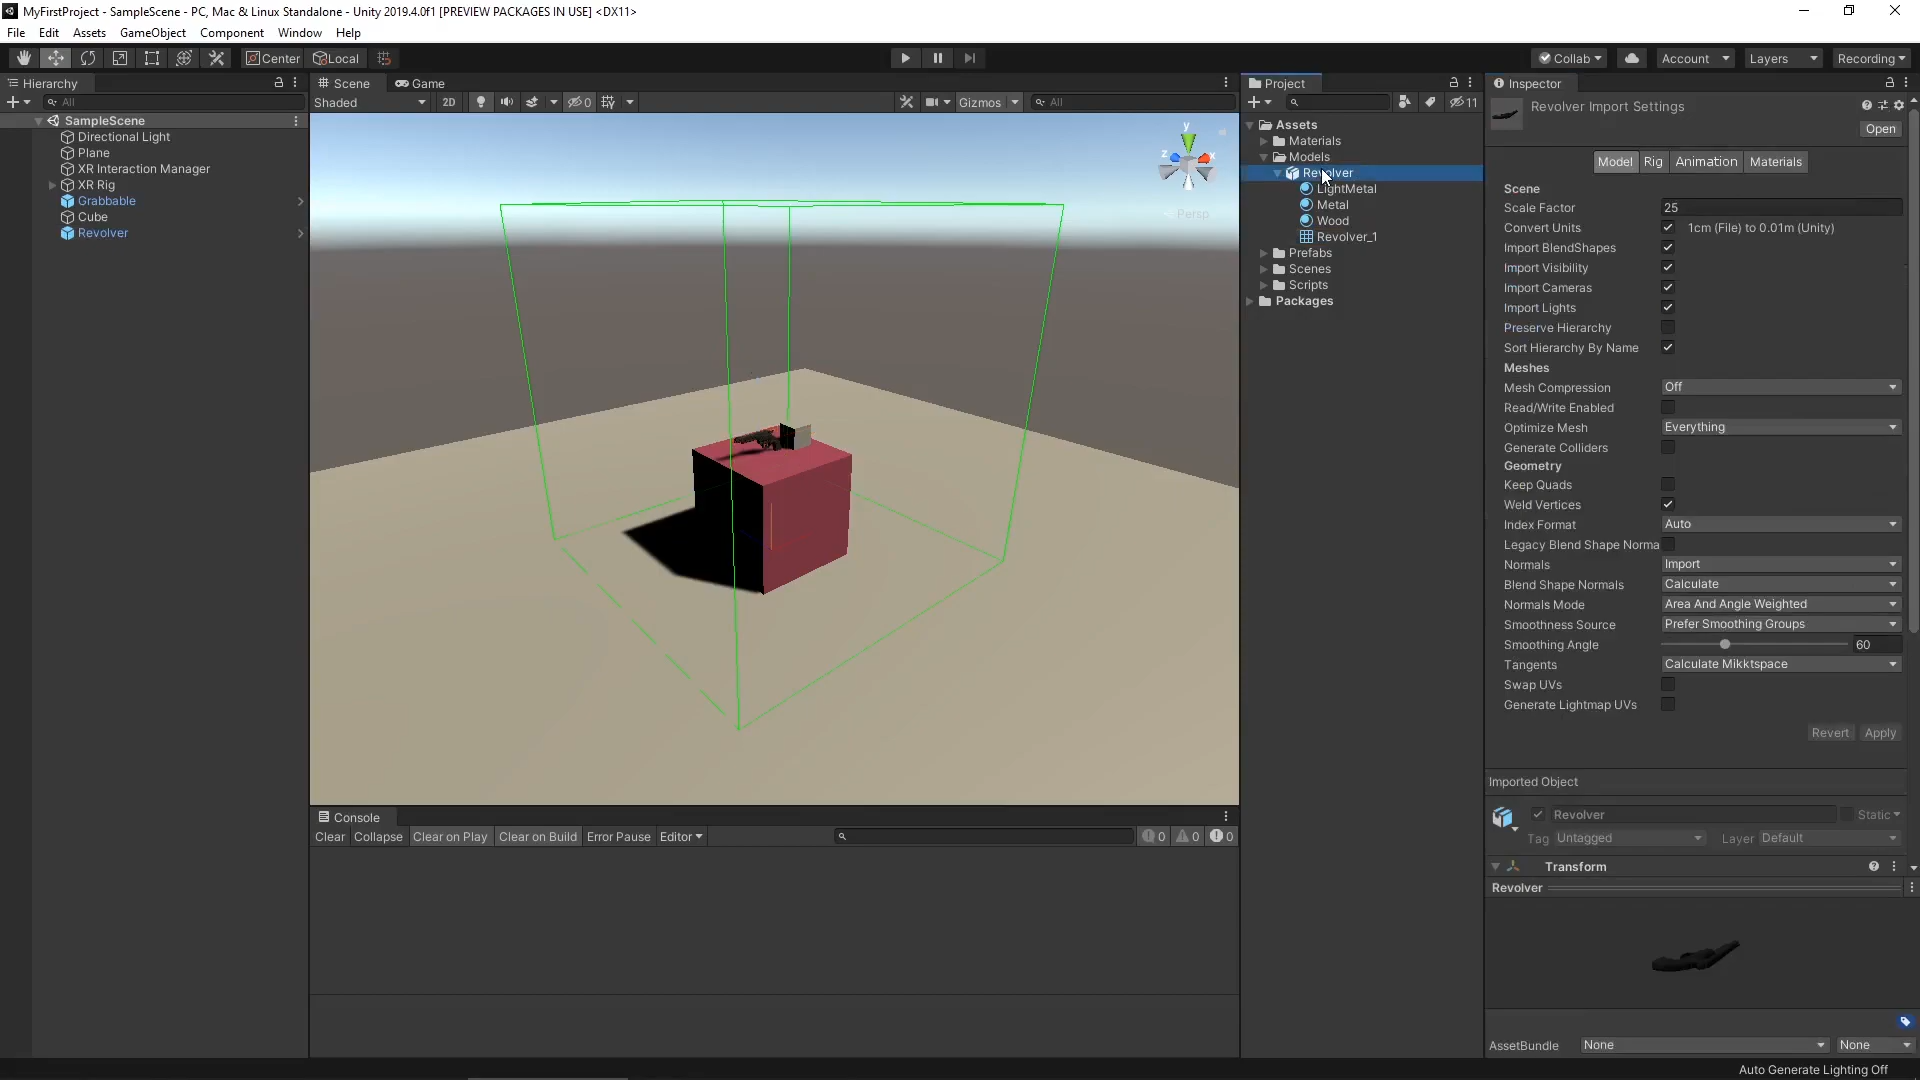 MyFirstProject - SampleScene - PC, Mac & Linux Standalone - Unity 2019.4.0f1 [PREVIEW PACKAGES IN USE] <DX11>
File Edit Assets GameObject Component Window Help
Center Local Collab Account Layers Recording
Hierarchy
All
SampleScene
Directional Light
Plane
XR Interaction Manager
XR Rig
Grabbable
Cube
Revolver
Scene Game
Shaded 2D 0 Gizmos All
y
z x
Persp
Console
Clear Collapse Clear on Play Clear on Build Error Pause Editor 0 0 0
Project
11
Assets
Materials
Models
Revolver
LightMetal
Metal
Wood
Revolver_1
Prefabs
Scenes
Scripts
Packages
Inspector
Revolver Import Settings
Open
Model Rig Animation Materials
Scene
Scale Factor 25
Convert Units 1cm (File) to 0.01m (Unity)
Import BlendShapes
Import Visibility
Import Cameras
Import Lights
Preserve Hierarchy
Sort Hierarchy By Name
Meshes
Mesh Compression Off
Read/Write Enabled
Optimize Mesh Everything
Generate Colliders
Geometry
Keep Quads
Weld Vertices
Index Format Auto
Legacy Blend Shape Norma
Normals Import
Blend Shape Normals Calculate
Normals Mode Area And Angle Weighted
Smoothness Source Prefer Smoothing Groups
Smoothing Angle 60
Tangents Calculate Mikktspace
Swap UVs
Generate Lightmap UVs
Revert Apply
Imported Object
Revolver Static
Tag Untagged Layer Default
Transform
Revolver
AssetBundle None None
Auto Generate Lighting Off